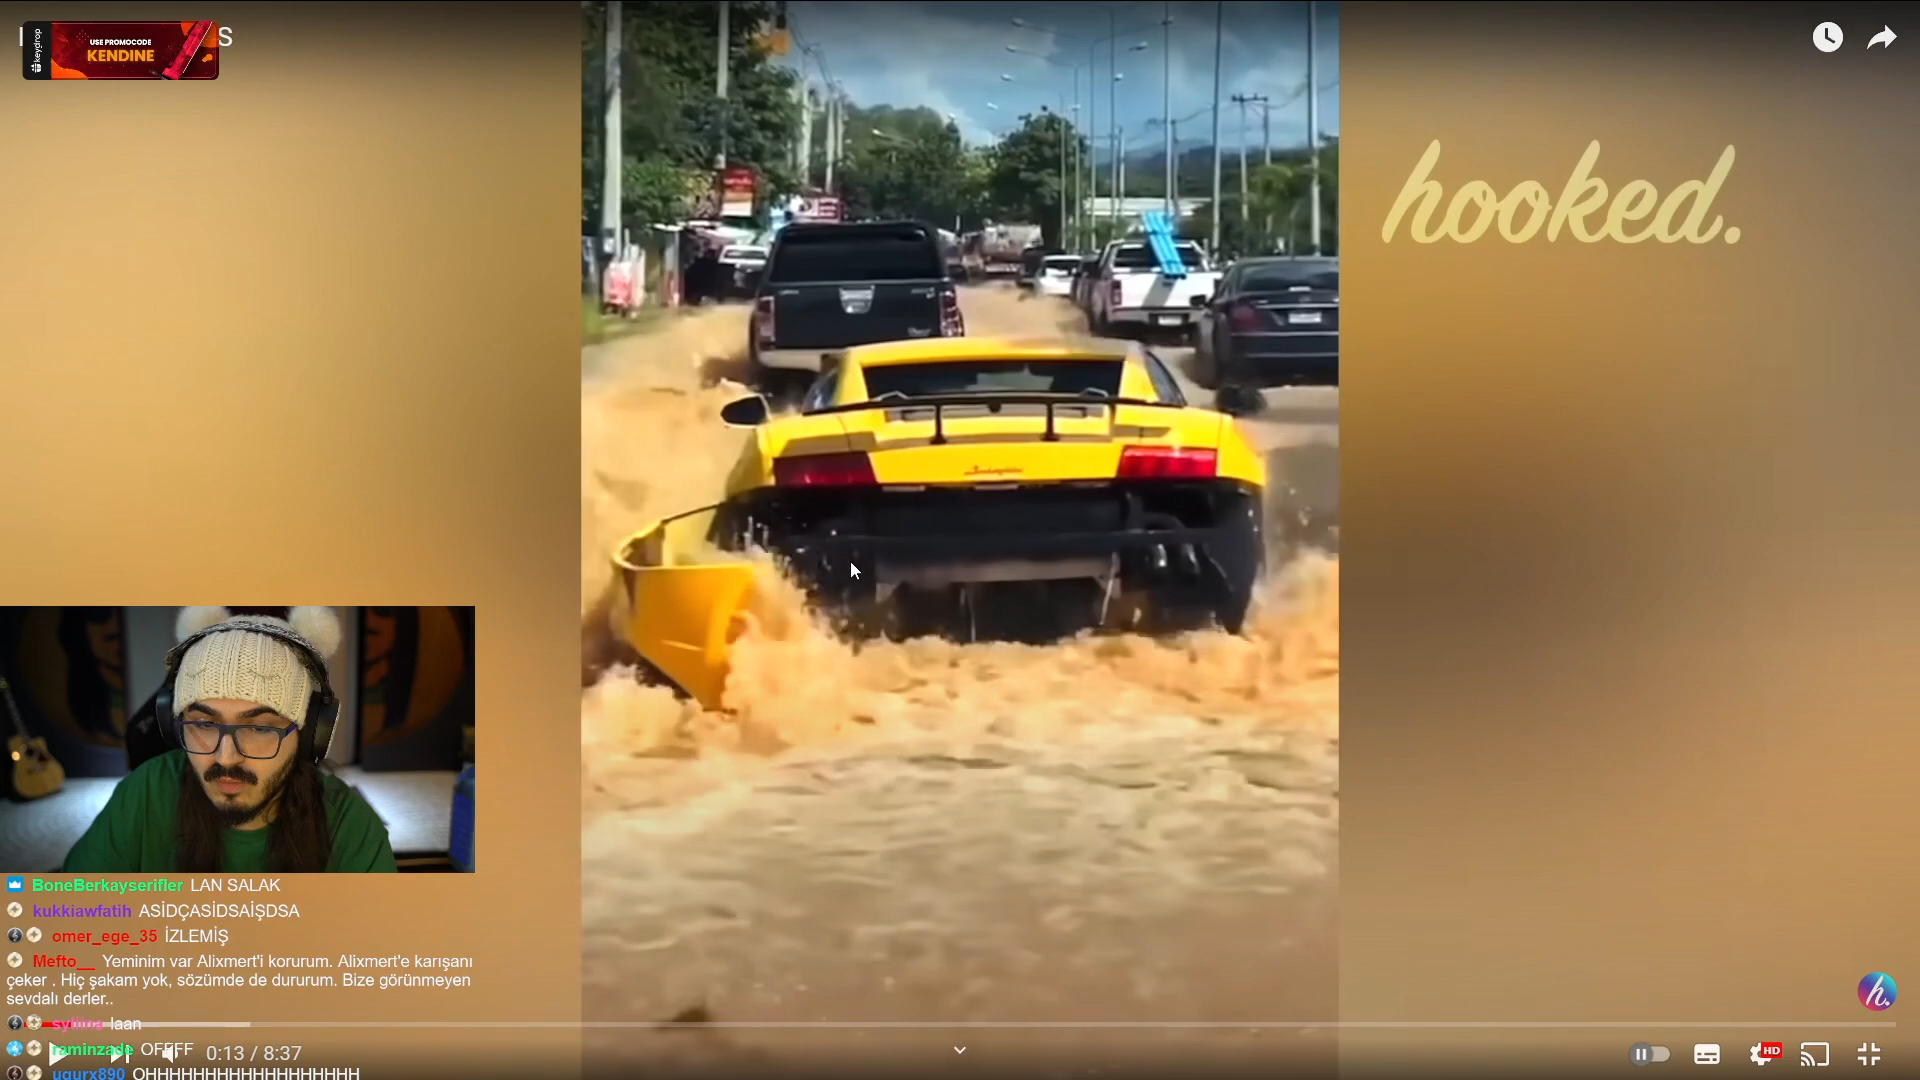 S
keydrop
USE PROMOCODE
KENDINE
hooked.
Lamborghini
h.
BoneBerkayserifler LAN SALAK
kukkiawfatih ASİDÇASİDSAİŞDSA
omer_ege_35 İZLEMİŞ
Mefto__ Yeminim var Alixmert'i korurum. Alixmert'e karışanı
çeker . Hiç şakam yok, sözümde de dururum. Bize görünmeyen
sevdalı derler..
laan
raminzade OFFFF
0:13 / 8:37
HD
ugurx890 OHHHHHHHHHHHHHHHHHH